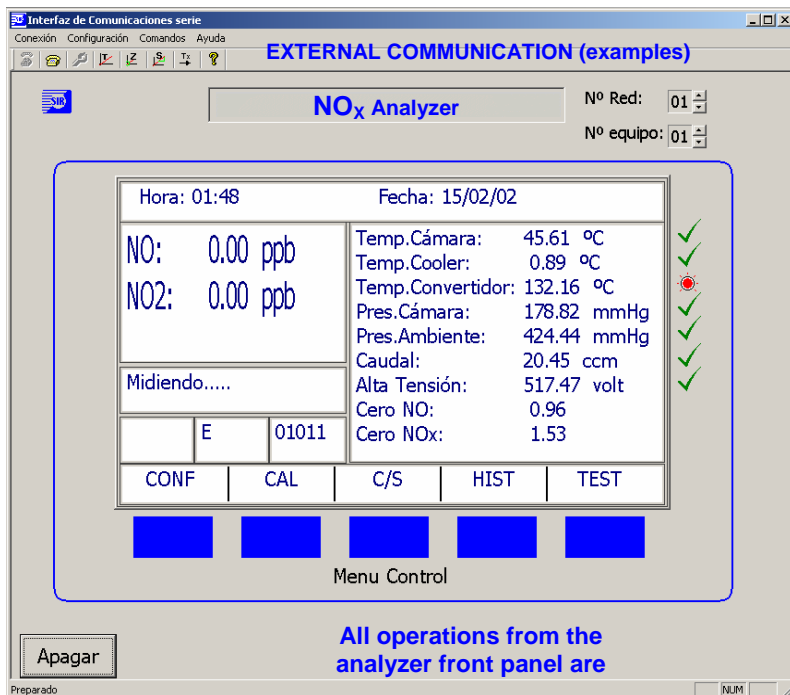 Interfaz de Comunicaciones serie
Conexión Configuración Comandos Ayuda
EXTERNAL COMMUNICATION (examples)
SIR
NOX Analyzer
Nº Red: 01
Nº equipo: 01
Hora: 01:48 Fecha: 15/02/02
NO: 0.00 ppb
NO2: 0.00 ppb
Midiendo.....
E 01011
Temp.Cámara: 45.61 ºC
Temp.Cooler: 0.89 ºC
Temp.Convertidor: 132.16 ºC
Pres.Cámara: 178.82 mmHg
Pres.Ambiente: 424.44 mmHg
Caudal: 20.45 ccm
Alta Tensión: 517.47 volt
Cero NO: 0.96
Cero NOx: 1.53
CONF CAL C/S HIST TEST
Menu Control
Apagar
All operations from the
analyzer front panel are
Preparado NUM